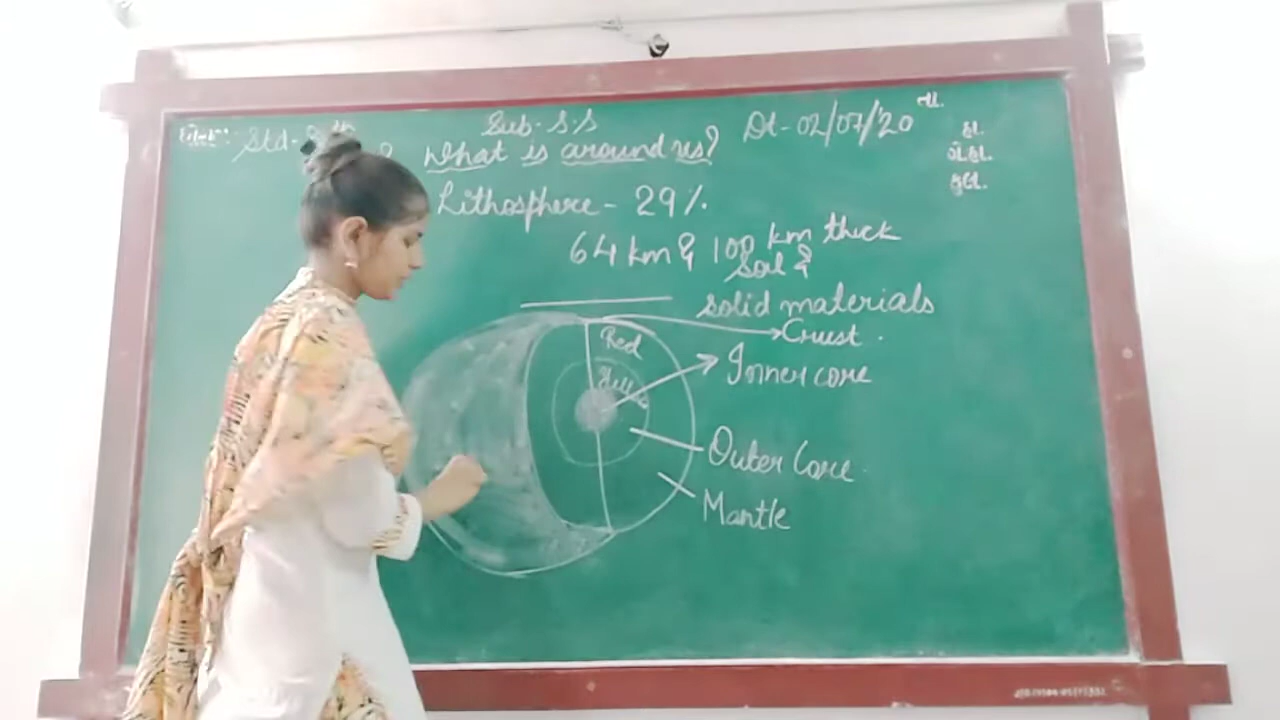 Std-
Sub- S.S
Dt- 02/07/20
તા.
What is around us?
હા.
ગે.હા.
કુલ.
Lithosphere - 29%.
64 km & 100 km thick
Soil &
solid materials
Crust.
Red
Inner core
Outer Core.
Mantle